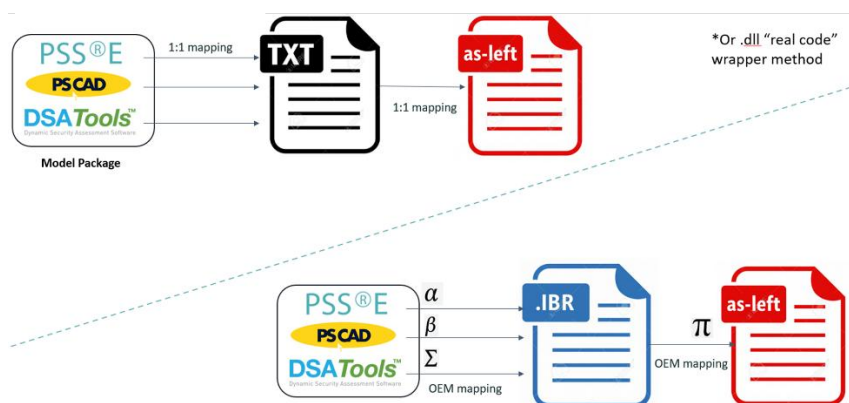 PSS®E
PSCAD
DSATools™
Dynamic Security Assessment Software
Model Package
1:1 mapping
TXT
1:1 mapping
as-left
*Or .dll “real code”
wrapper method
PSS®E
PSCAD
DSATools™
Dynamic Security Assessment Software
α
β
Σ
OEM mapping
.IBR
π
OEM mapping
as-left